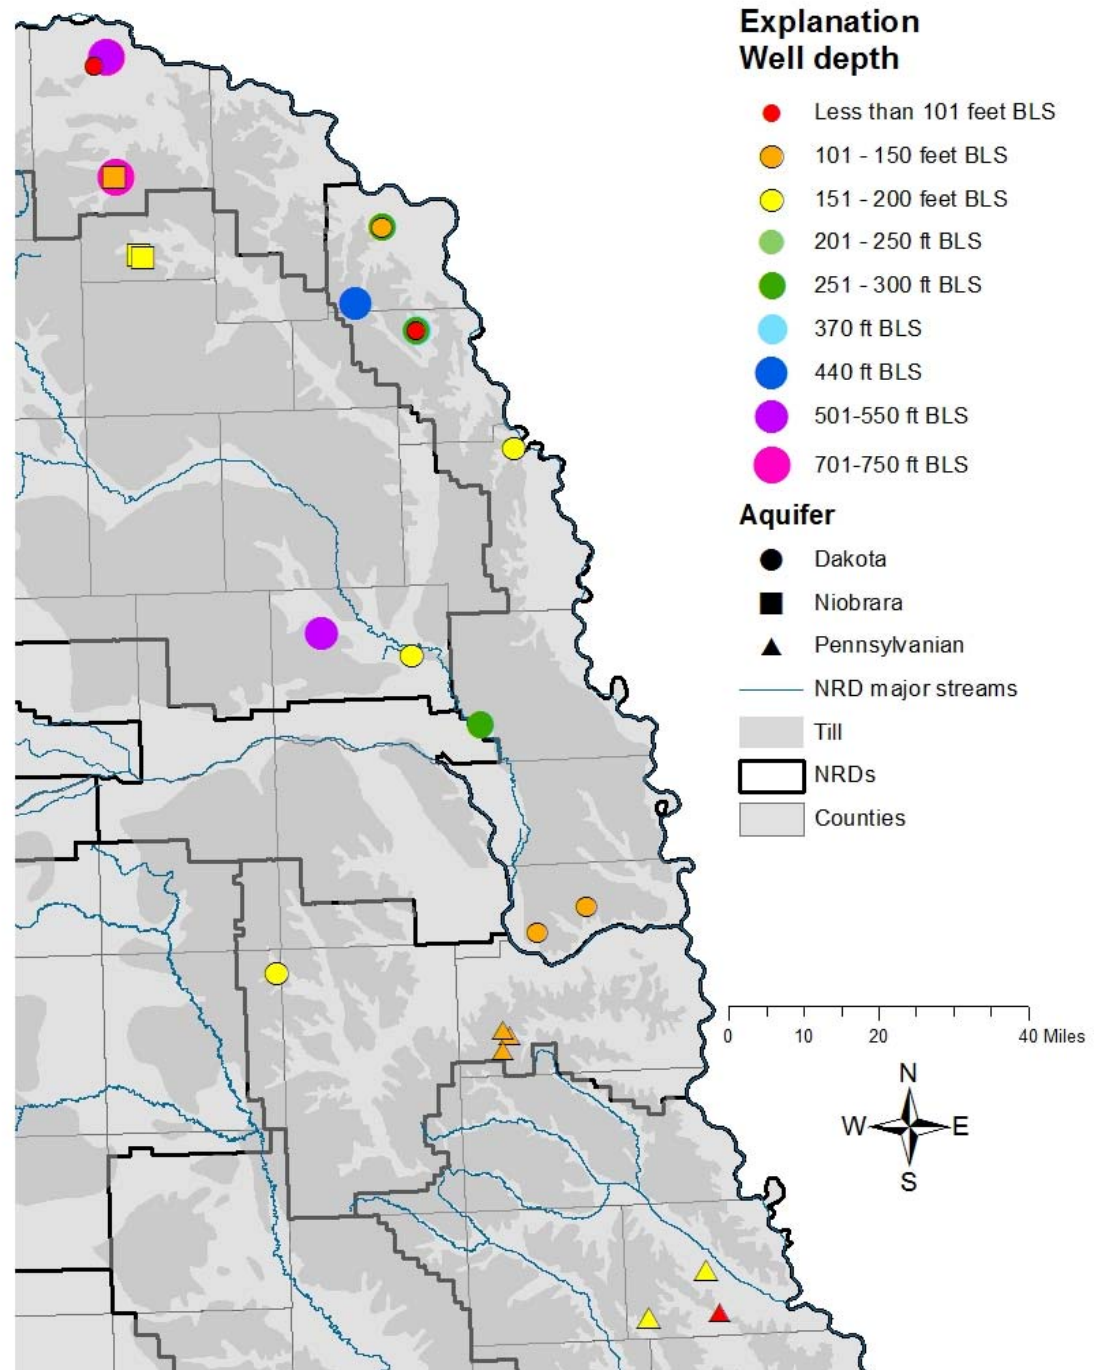 Explanation
Well depth
Less than 101 feet BLS
101 - 150 feet BLS
151 - 200 feet BLS
201 - 250 ft BLS
251 - 300 ft BLS
370 ft BLS
440 ft BLS
501-550 ft BLS
701-750 ft BLS
Aquifer
Dakota
Niobrara
Pennsylvanian
NRD major streams
Till
NRDs
Counties
0 10 20 40 Miles
N
W E
S